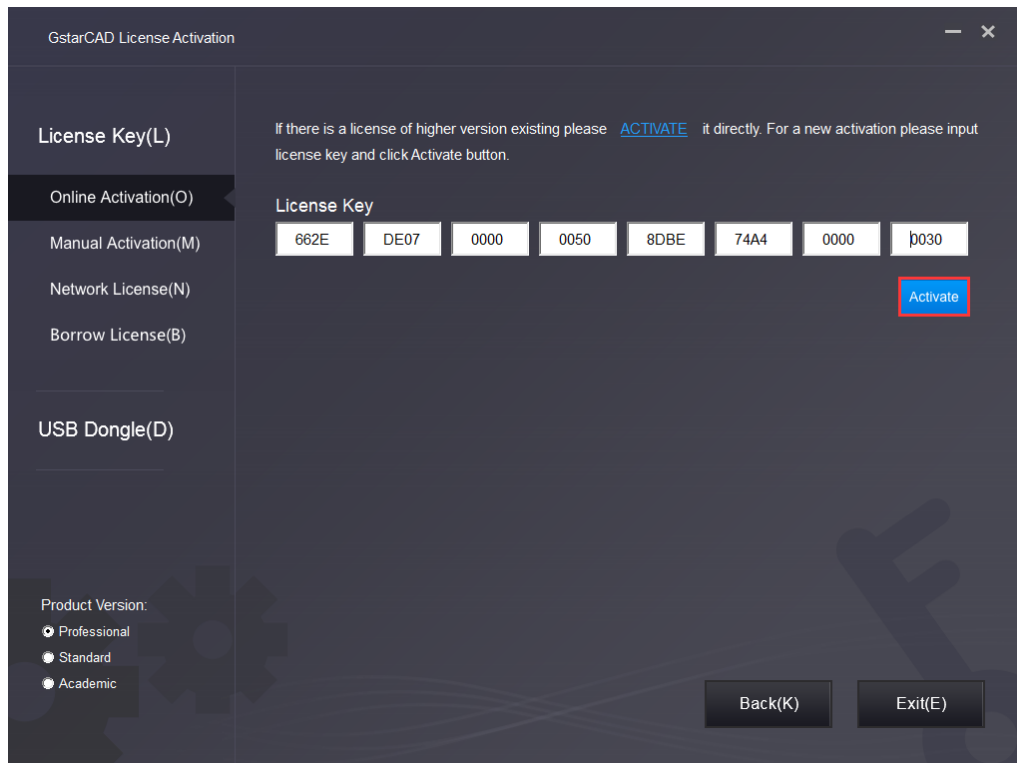 GstarCAD License Activation
License Key(L)
Online Activation(O)
Manual Activation(M)
Network License(N)
Borrow License(B)
USB Dongle(D)
Product Version:
Professional
Standard
Academic
If there is a license of higher version existing please ACTIVATE it directly. For a new activation please input
license key and click Activate button.
License Key
662E DE07 0000 0050 8DBE 74A4 0000 0030
Activate
Back(K) Exit(E)